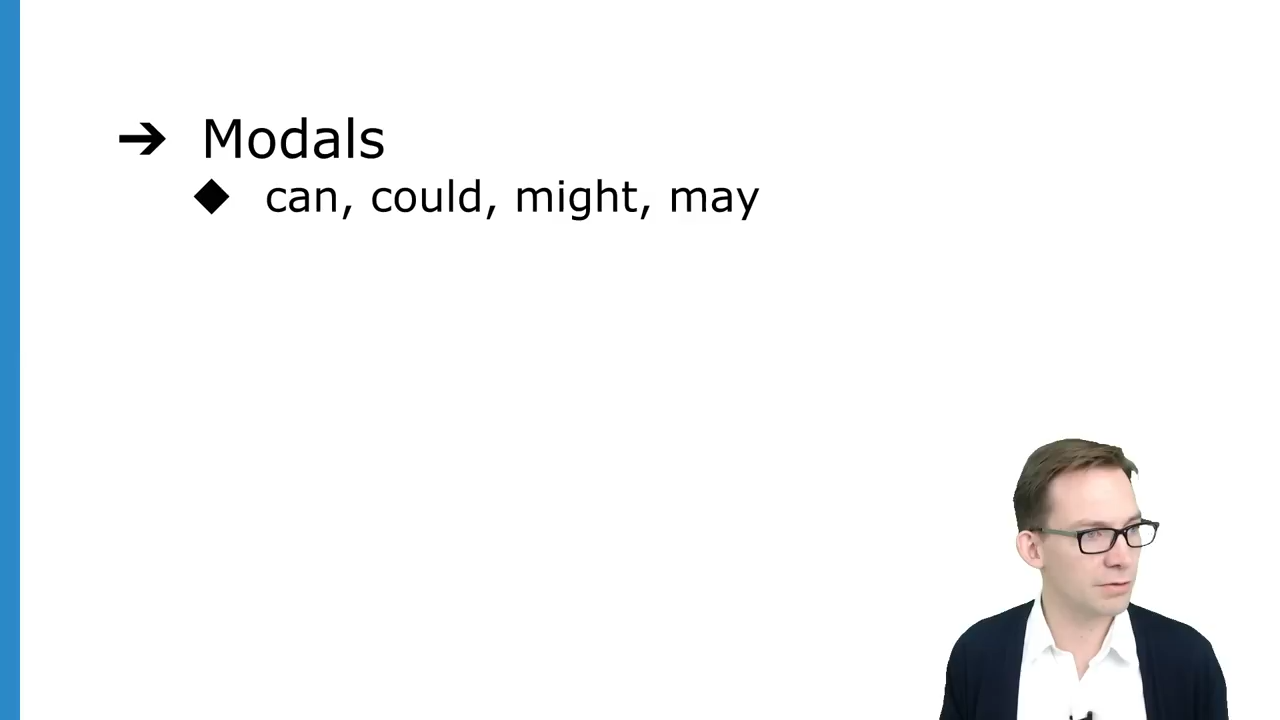 ➔ Modals
◆ can, could, might, may